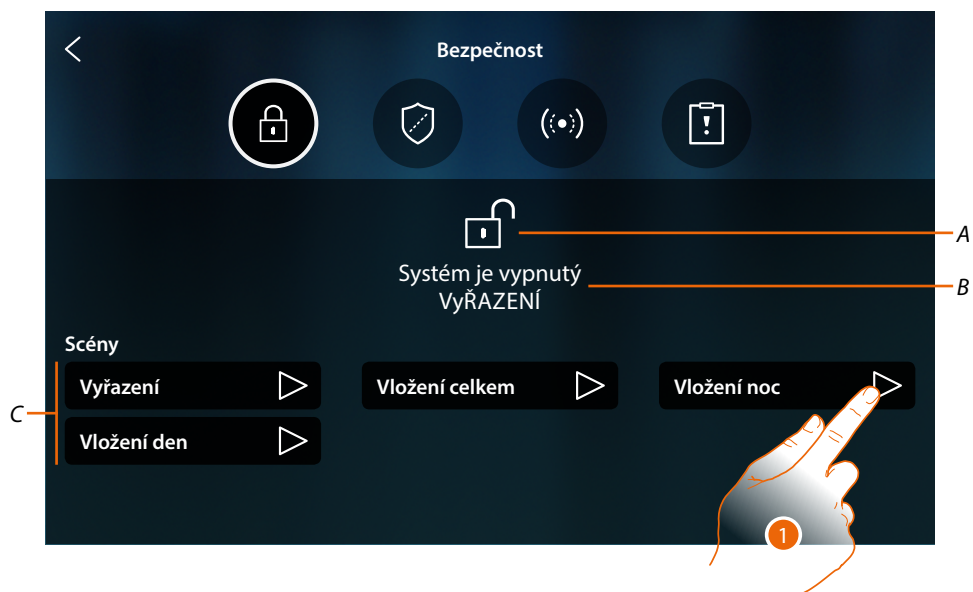 Bezpečnost
A
Systém je vypnutý
B
VyŘAZENÍ
Scény
Vyřazení
Vložení celkem
Vložení noc
C
Vložení den
1